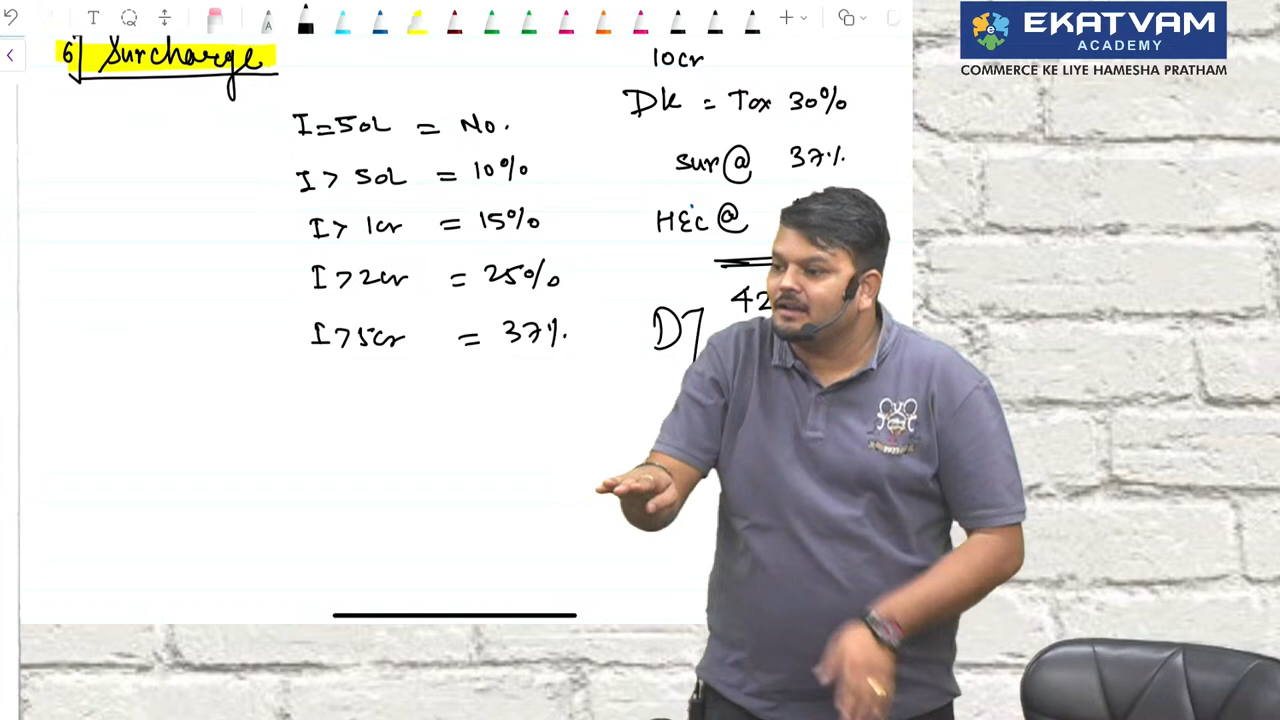 6] Surcharge
I=50L = No.
I> 50L = 10%
I> 1cr = 15%
I>2cr = 25%
I>5cr = 37%.
10cr
DK = Tax 30%
Sur@ 37%
HEC @
42
EKATVAM
ACADEMY
COMMERCE KE LIYE HAMESHA PRATHAM